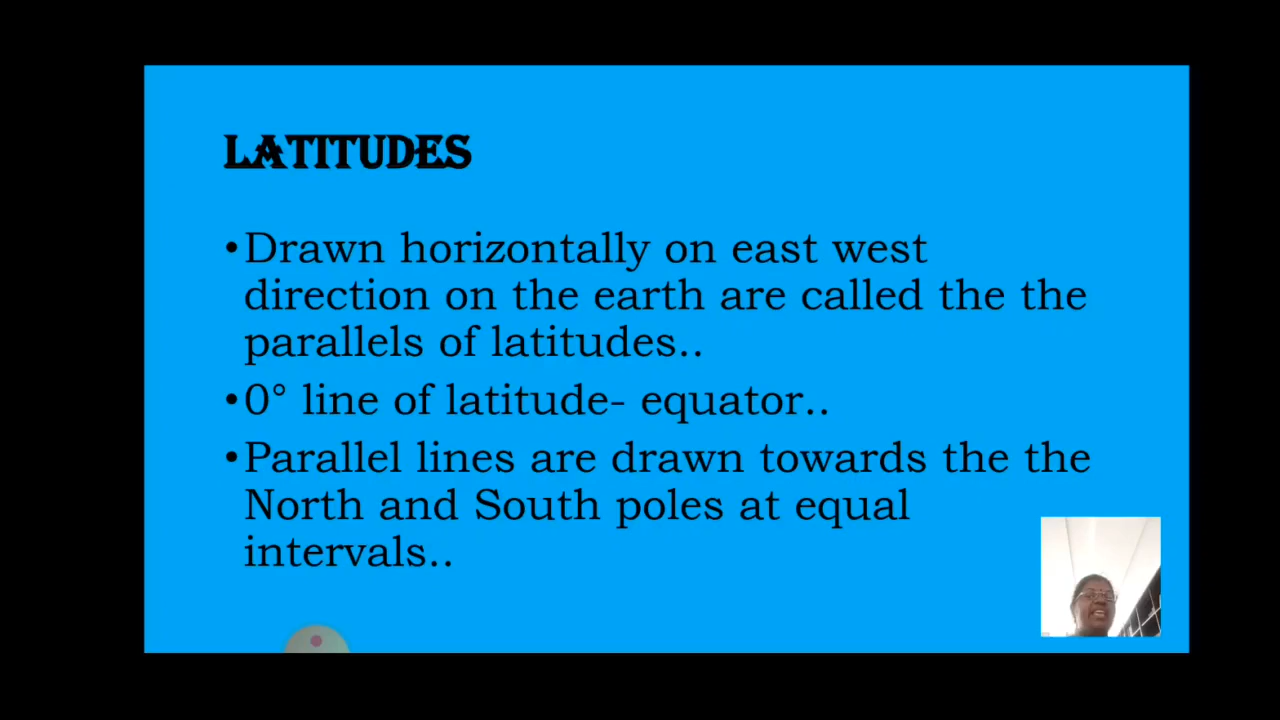 LATITUDES
•Drawn horizontally on east west
direction on the earth are called the the
parallels of latitudes..
•0° line of latitude- equator..
•Parallel lines are drawn towards the the
North and South poles at equal
intervals..